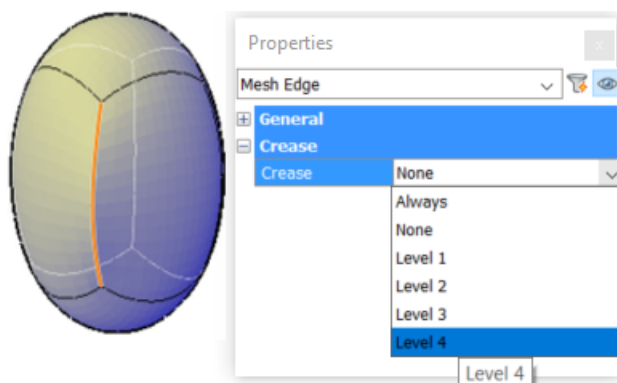 Properties
x
Mesh Edge
General
Crease
Crease None
Always
None
Level 1
Level 2
Level 3
Level 4
Level 4